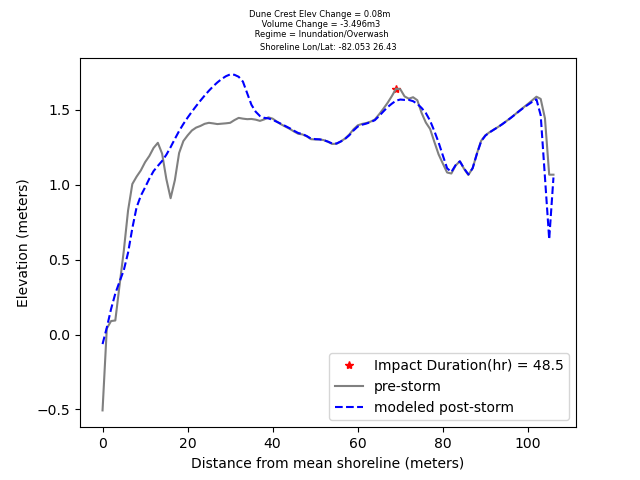 Dune Crest Elev Change = 0.08m
Volume Change = -3.496m3
Regime = Inundation/Overwash
Shoreline Lon/Lat: -82.053 26.43
1.5
1.0
0.5
0.0
−0.5
Elevation (meters)
Impact Duration(hr) = 48.5
pre-storm
modeled post-storm
0 20 40 60 80 100
Distance from mean shoreline (meters)